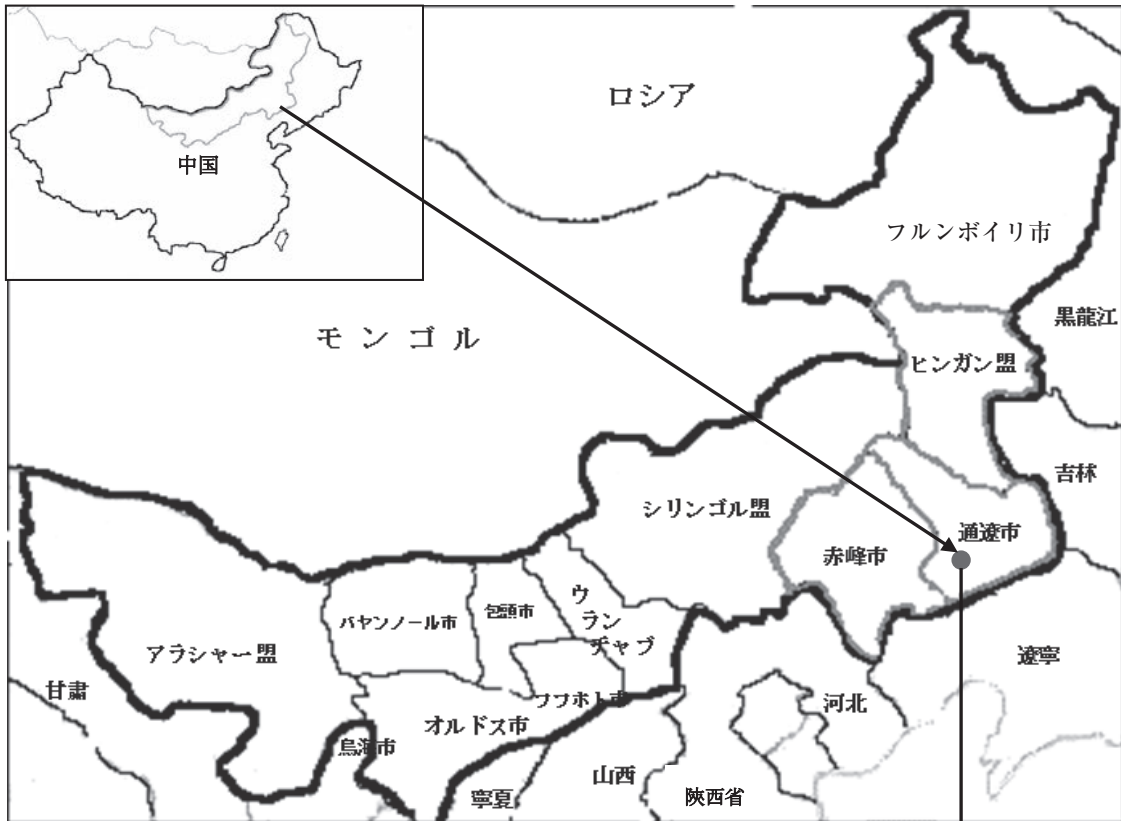 中国
ロシア
フルンボイリ市
黒龍江
モンゴル
ヒンガン盟
吉林
シリンゴル盟
通遼市
赤峰市
ウ
ラン
チャブ
包頭市
バヤンノール市
アラシャー盟
遼寧
甘粛
フフホト市
河北
オルドス市
烏海市
山西
寧夏
陝西省